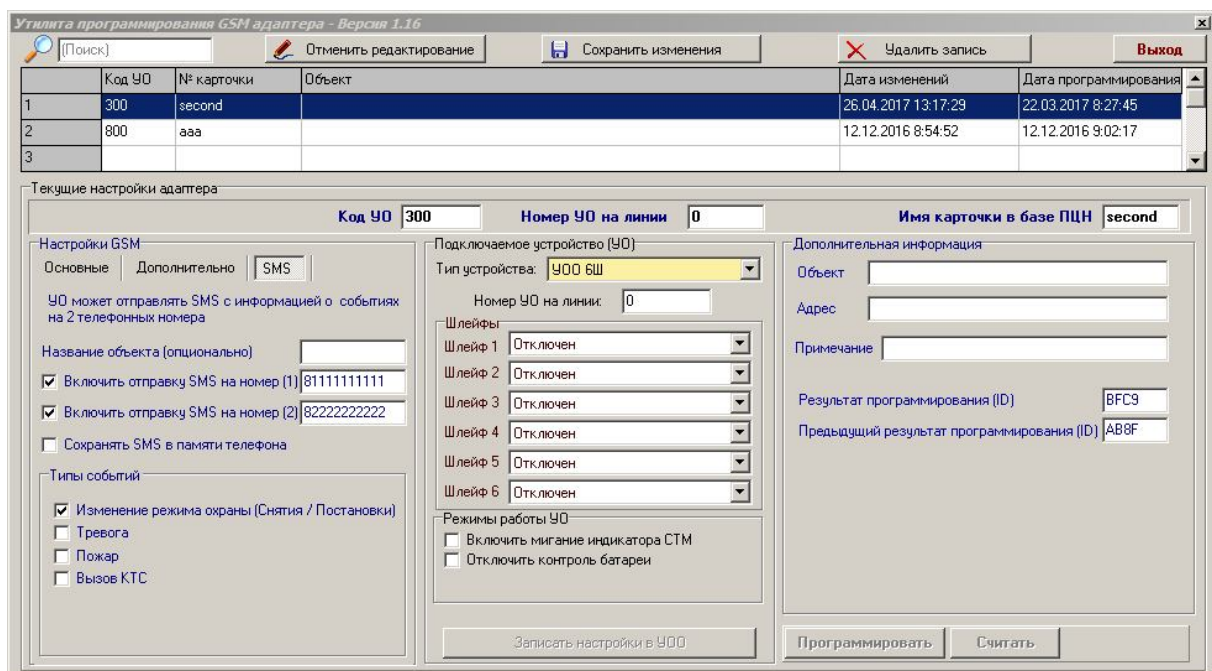 Утилита программирования GSM адаптера - Версия 1.16
(Поиск)
Отменить редактирование
Сохранить изменения
Удалить запись
Выход
Код УО № карточки Объект Дата изменений Дата программирования
1 300 second 26.04.2017 13:17:29 22.03.2017 8:27:45
2 800 aaa 12.12.2016 8:54:52 12.12.2016 9:02:17
3
Текущие настройки адаптера
Код УО 300 Номер УО на линии 0 Имя карточки в базе ПЦН second
Настройки GSM
Основные Дополнительно SMS
УО может отправлять SMS с информацией о событиях
на 2 телефонных номера
Название объекта (опционально)
Включить отправку SMS на номер (1) 81111111111
Включить отправку SMS на номер (2) 82222222222
Сохранять SMS в памяти телефона
Типы событий
Изменение режима охраны (Снятия / Постановки)
Тревога
Пожар
Вызов КТС
Подключаемое устройство (УО)
Тип устройства: УОО 6Ш
Номер УО на линии: 0
Шлейфы
Шлейф 1 Отключен
Шлейф 2 Отключен
Шлейф 3 Отключен
Шлейф 4 Отключен
Шлейф 5 Отключен
Шлейф 6 Отключен
Режимы работы УО
Включить мигание индикатора СТМ
Отключить контроль батареи
Записать настройки в УОО
Дополнительная информация
Объект
Адрес
Примечание
Результат программирования (ID) BFC9
Предыдущий результат программирования (ID) AB8F
Программировать Считать